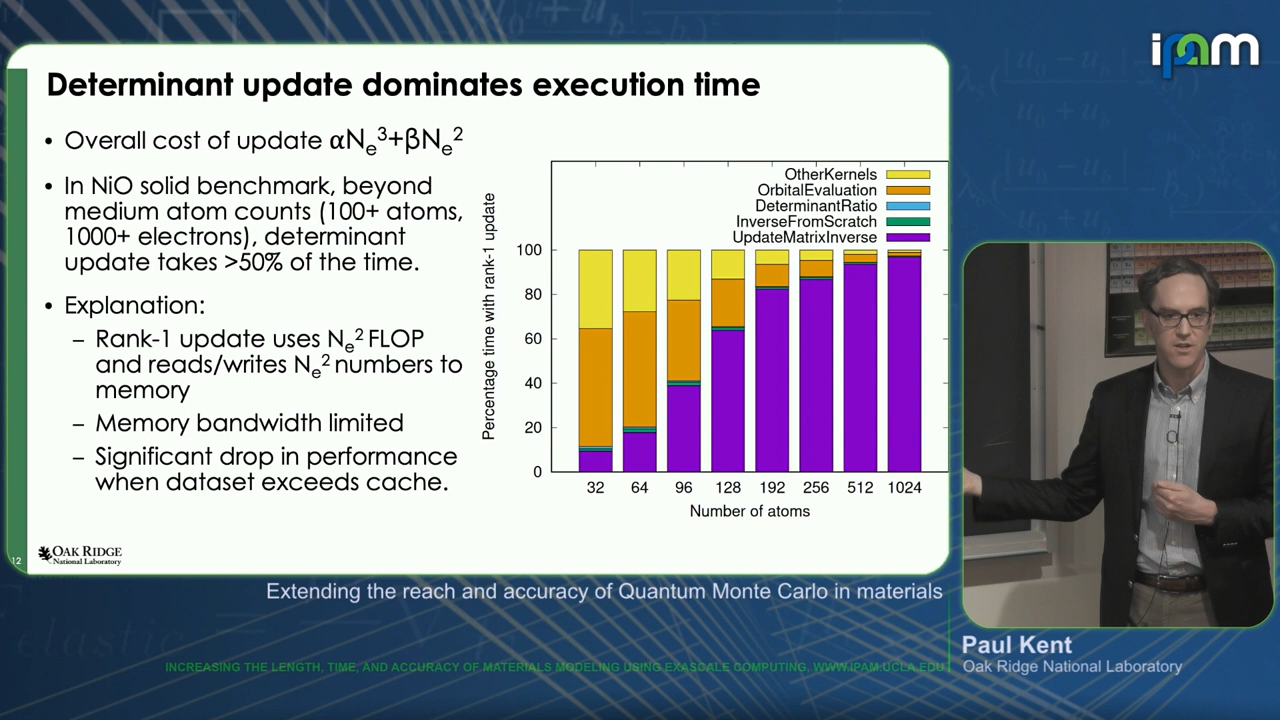 ipam
Determinant update dominates execution time
• Overall cost of update αNₑ³+βNₑ²
• In NiO solid benchmark, beyond
medium atom counts (100+ atoms,
1000+ electrons), determinant
update takes >50% of the time.
• Explanation:
– Rank-1 update uses Nₑ² FLOP
and reads/writes Nₑ² numbers to
memory
– Memory bandwidth limited
– Significant drop in performance
when dataset exceeds cache.
Percentage time with rank-1 update
OtherKernels
OrbitalEvaluation
DeterminantRatio
InverseFromScratch
UpdateMatrixInverse
100
80
60
40
20
0
32 64 96 128 192 256 512 1024
Number of atoms
12
OAK RIDGE
National Laboratory
Extending the reach and accuracy of Quantum Monte Carlo in materials
Paul Kent
Oak Ridge National Laboratory
INCREASING THE LENGTH, TIME, AND ACCURACY OF MATERIALS MODELING USING EXASCALE COMPUTING, WWW.IPAM.UCLA.EDU
elastic